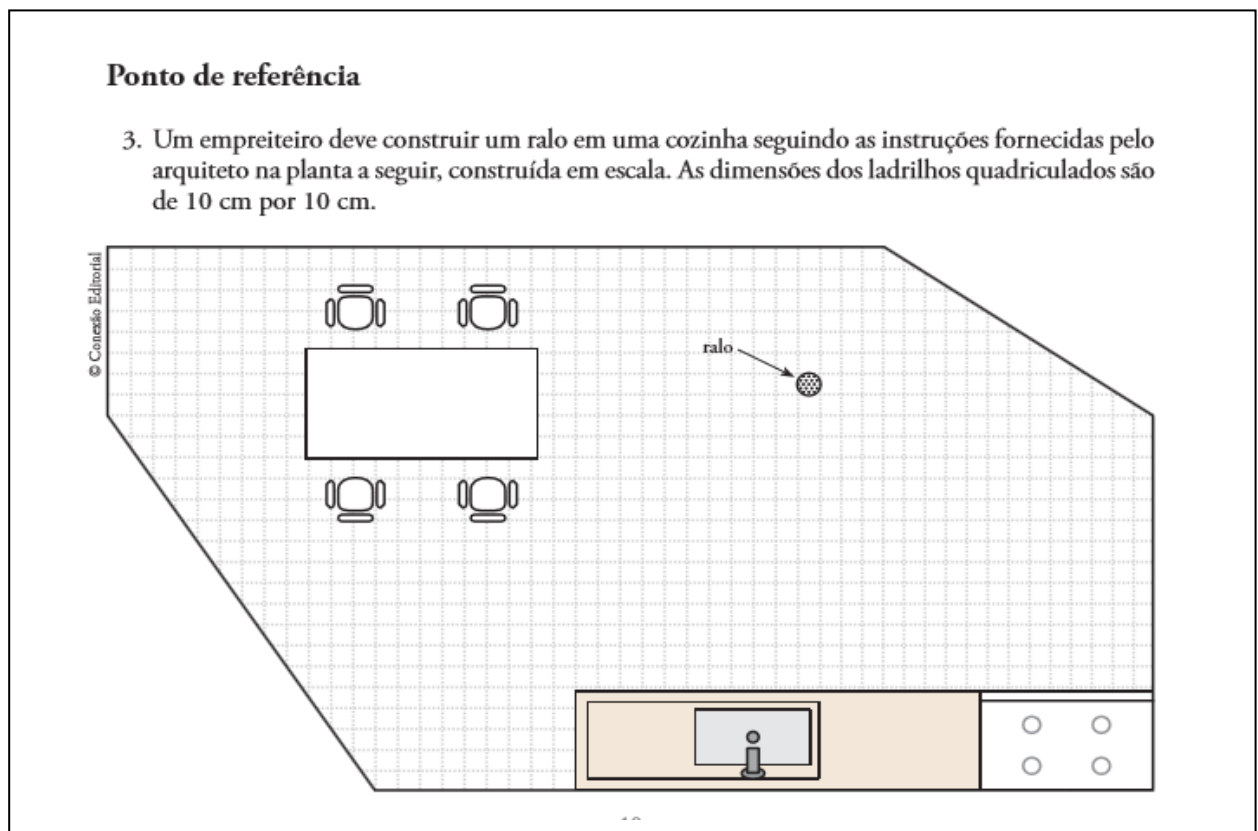 Ponto de referência
3. Um empreiteiro deve construir um ralo em uma cozinha seguindo as instruções fornecidas pelo
arquiteto na planta a seguir, construída em escala. As dimensões dos ladrilhos quadriculados são
de 10 cm por 10 cm.
© Conexão Editorial
ralo